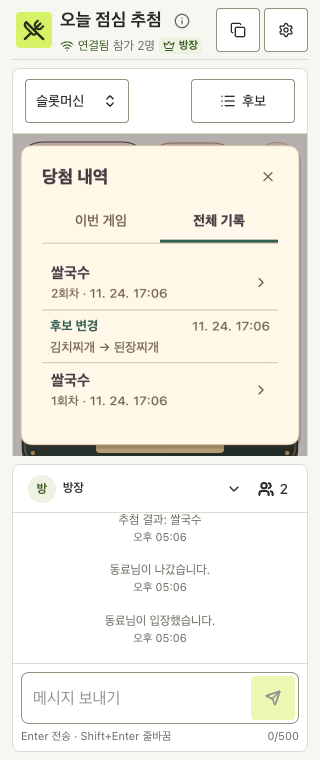 오늘 점심 추첨
연결됨 참가 2명 방장
슬롯머신
후보
당첨 내역
이번 게임 전체 기록
쌀국수
2회차 · 11. 24. 17:06
후보 변경 11. 24. 17:06
김치찌개 → 된장찌개
쌀국수
1회차 · 11. 24. 17:06
방 방장 2
추첨 결과: 쌀국수
오후 05:06
동료님이 나갔습니다.
오후 05:06
동료님이 입장했습니다.
오후 05:06
메시지 보내기
Enter 전송 · Shift+Enter 줄바꿈 0/500